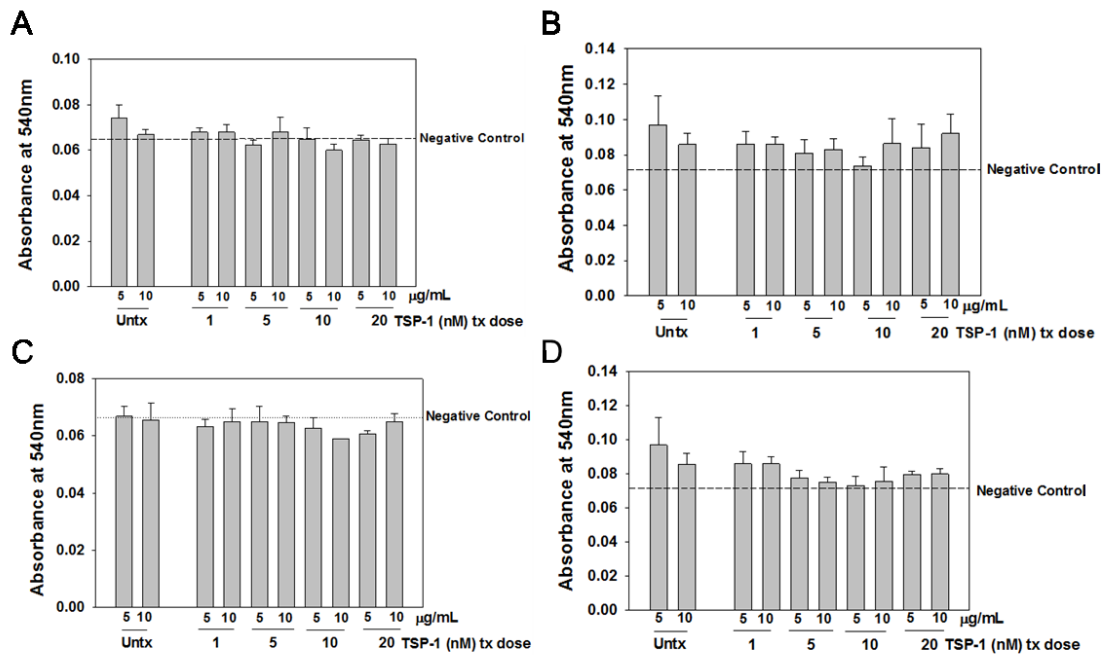 A
Absorbance at 540nm
0.10
0.08
0.06
0.04
0.02
0.00
Negative Control
5 10 5 10 5 10 5 10 5 10 μg/mL
Untx 1 5 10 20 TSP-1 (nM) tx dose
B
Absorbance at 540nm
0.14
0.12
0.10
0.08
0.06
0.04
0.02
0.00
Negative Control
5 10 5 10 5 10 5 10 5 10 μg/mL
Untx 1 5 10 20 TSP-1 (nM) tx dose
C
Absorbance at 540nm
0.08
0.06
0.04
0.02
0.00
Negative Control
5 10 5 10 5 10 5 10 5 10 μg/mL
Untx 1 5 10 20 TSP-1 (nM) tx dose
D
Absorbance at 540nm
0.14
0.12
0.10
0.08
0.06
0.04
0.02
0.00
Negative Control
5 10 5 10 5 10 5 10 5 10 μg/mL
Untx 1 5 10 20 TSP-1 (nM) tx dose